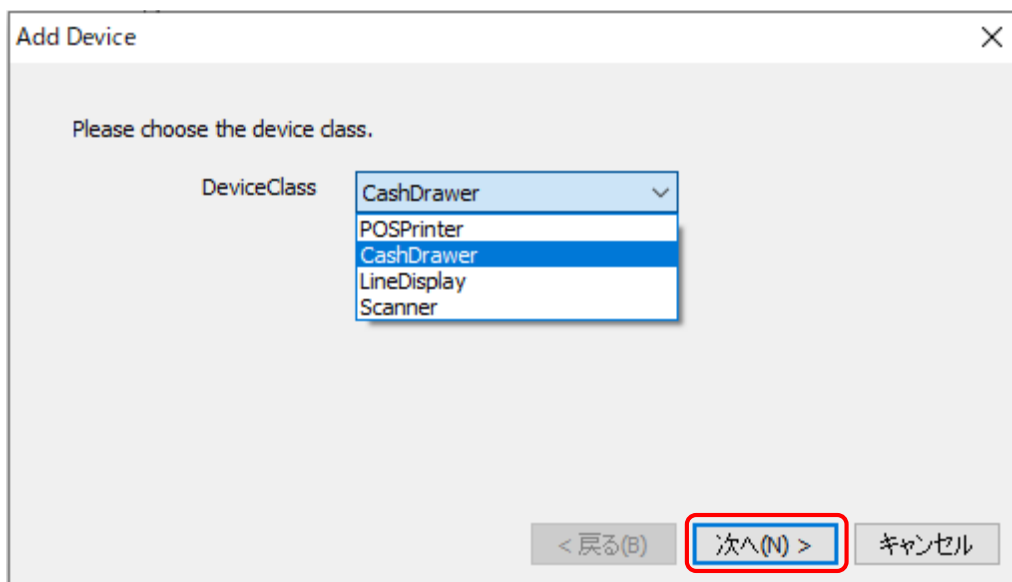 Add Device
Please choose the device class.
DeviceClass
CashDrawer
POSPrinter
CashDrawer
LineDisplay
Scanner
< 戻る(B)
次へ(N) >
キャンセル